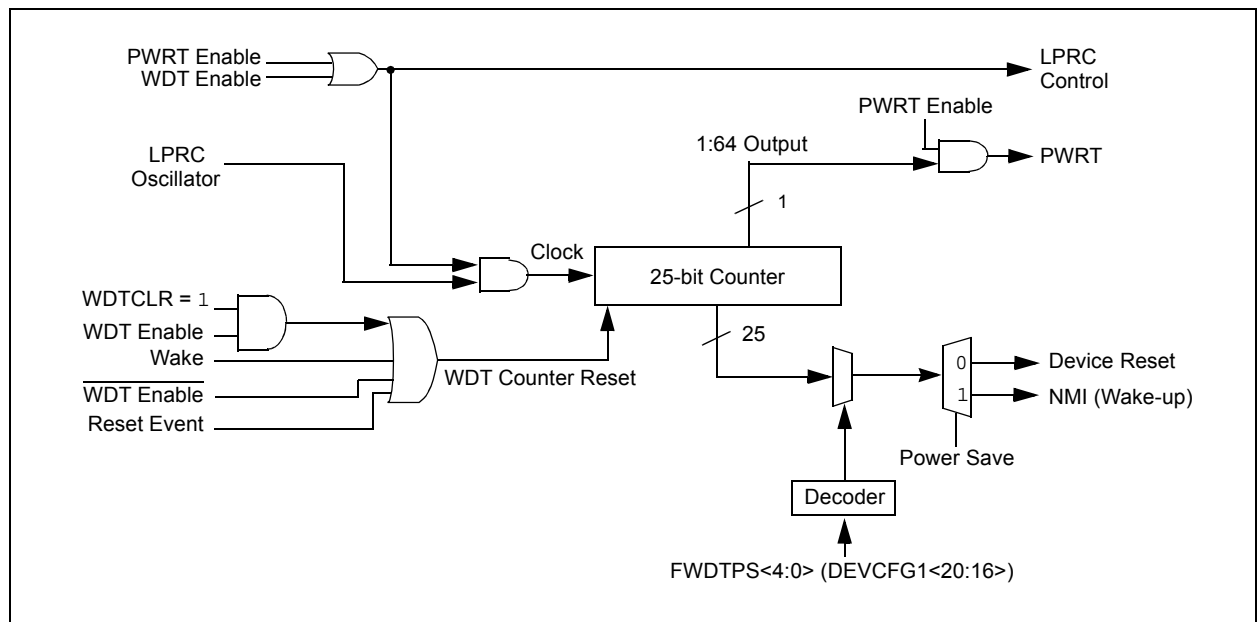 PWRT Enable
WDT Enable
LPRC
Control
PWRT Enable
1:64 Output
PWRT
LPRC
Oscillator
1
Clock
25-bit Counter
WDTCLR = 1
WDT Enable
Wake
WDT Enable
Reset Event
WDT Counter Reset
25
0
1
Device Reset
NMI (Wake-up)
Power Save
Decoder
FWDTPS<4:0> (DEVCFG1<20:16>)